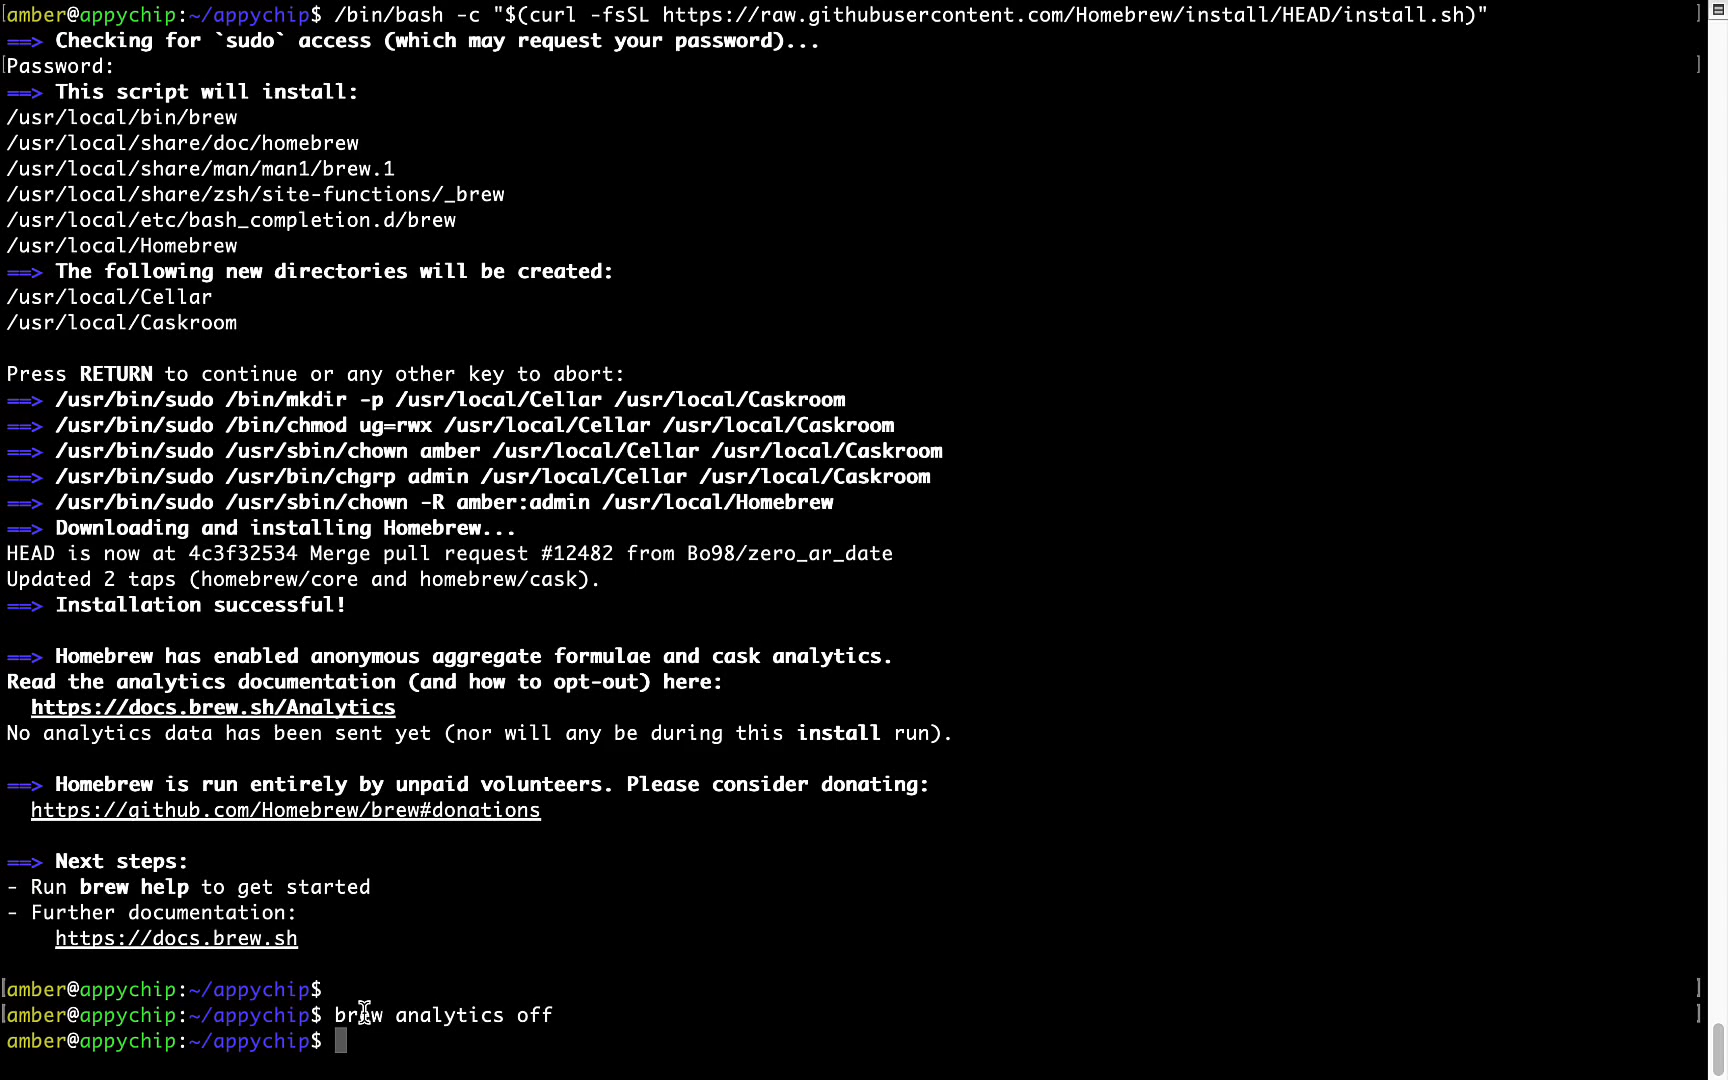 amber@appychip:~/appychip$ /bin/bash -c "$(curl -fsSL https://raw.githubusercontent.com/Homebrew/install/HEAD/install.sh)"
==> Checking for `sudo` access (which may request your password)...
Password:
==> This script will install:
/usr/local/bin/brew
/usr/local/share/doc/homebrew
/usr/local/share/man/man1/brew.1
/usr/local/share/zsh/site-functions/_brew
/usr/local/etc/bash_completion.d/brew
/usr/local/Homebrew
==> The following new directories will be created:
/usr/local/Cellar
/usr/local/Caskroom
Press RETURN to continue or any other key to abort:
==> /usr/bin/sudo /bin/mkdir -p /usr/local/Cellar /usr/local/Caskroom
==> /usr/bin/sudo /bin/chmod ug=rwx /usr/local/Cellar /usr/local/Caskroom
==> /usr/bin/sudo /usr/sbin/chown amber /usr/local/Cellar /usr/local/Caskroom
==> /usr/bin/sudo /usr/bin/chgrp admin /usr/local/Cellar /usr/local/Caskroom
==> /usr/bin/sudo /usr/sbin/chown -R amber:admin /usr/local/Homebrew
==> Downloading and installing Homebrew...
HEAD is now at 4c3f32534 Merge pull request #12482 from Bo98/zero_ar_date
Updated 2 taps (homebrew/core and homebrew/cask).
==> Installation successful!
==> Homebrew has enabled anonymous aggregate formulae and cask analytics.
Read the analytics documentation (and how to opt-out) here:
https://docs.brew.sh/Analytics
No analytics data has been sent yet (nor will any be during this install run).
==> Homebrew is run entirely by unpaid volunteers. Please consider donating:
https://github.com/Homebrew/brew#donations
==> Next steps:
- Run brew help to get started
- Further documentation:
https://docs.brew.sh
amber@appychip:~/appychip$
amber@appychip:~/appychip$ brew analytics off
amber@appychip:~/appychip$